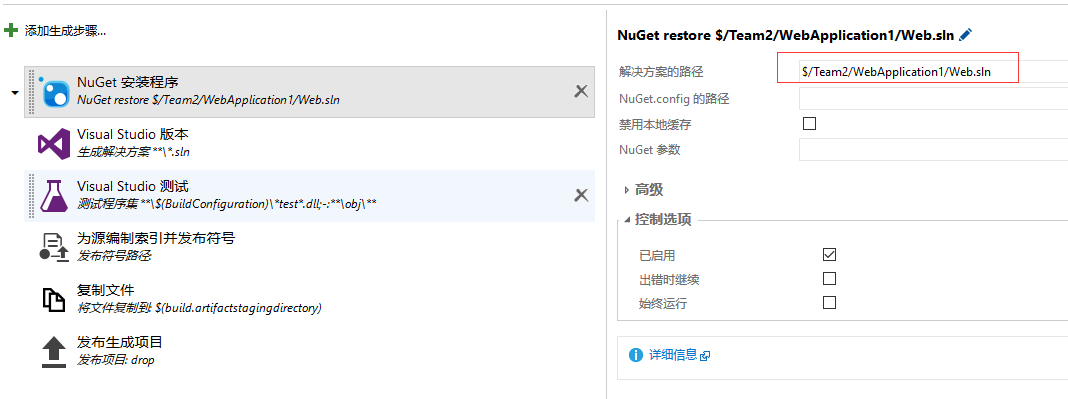 添加生成步骤...
NuGet 安装程序
NuGet restore $/Team2/WebApplication1/Web.sln
Visual Studio 版本
生成解决方案 **\*.sln
Visual Studio 测试
测试程序集 **\$(BuildConfiguration)\*test*.dll;-:**\obj\**
为源编制索引并发布符号
发布符号路径:
复制文件
将文件复制到: $(build.artifactstagingdirectory)
发布生成项目
发布项目: drop
NuGet restore $/Team2/WebApplication1/Web.sln
解决方案的路径
$/Team2/WebApplication1/Web.sln
NuGet.config 的路径
禁用本地缓存
NuGet 参数
高级
控制选项
已启用
出错时继续
始终运行
详细信息